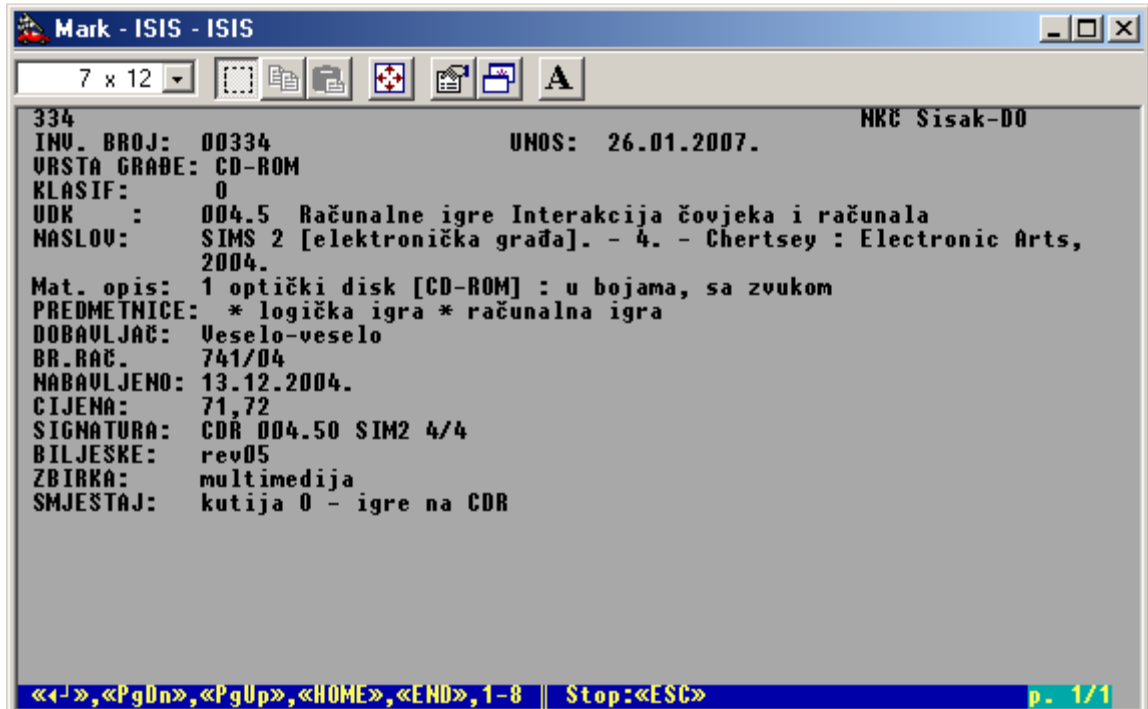 Mark - ISIS - ISIS
7 x 12 A
334 NKČ Sisak-DO
INV. BROJ: 00334 UNOS: 26.01.2007.
VRSTA GRAĐE: CD-ROM
KLASIF: 0
UDK : 004.5 Računalne igre Interakcija čovjeka i računala
NASLOV: SIMS 2 [elektronička građa]. - 4. - Chertsey : Electronic Arts,
2004.
Mat. opis: 1 optički disk [CD-ROM] : u bojama, sa zvukom
PREDMETNICE: * logička igra * računalna igra
DOBAVLJAČ: Veselo-veselo
BR.RAČ. 741/04
NABAVLJENO: 13.12.2004.
CIJENA: 71,72
SIGNATURA: CDR 004.50 SIM2 4/4
BILJEŠKE: rev05
ZBIRKA: multimedija
SMJEŠTAJ: kutija 0 - igre na CDR
«◄┘»,«PgDn»,«PgUp»,«HOME»,«END»,1-8 ║ Stop:«ESC» p. 1/1